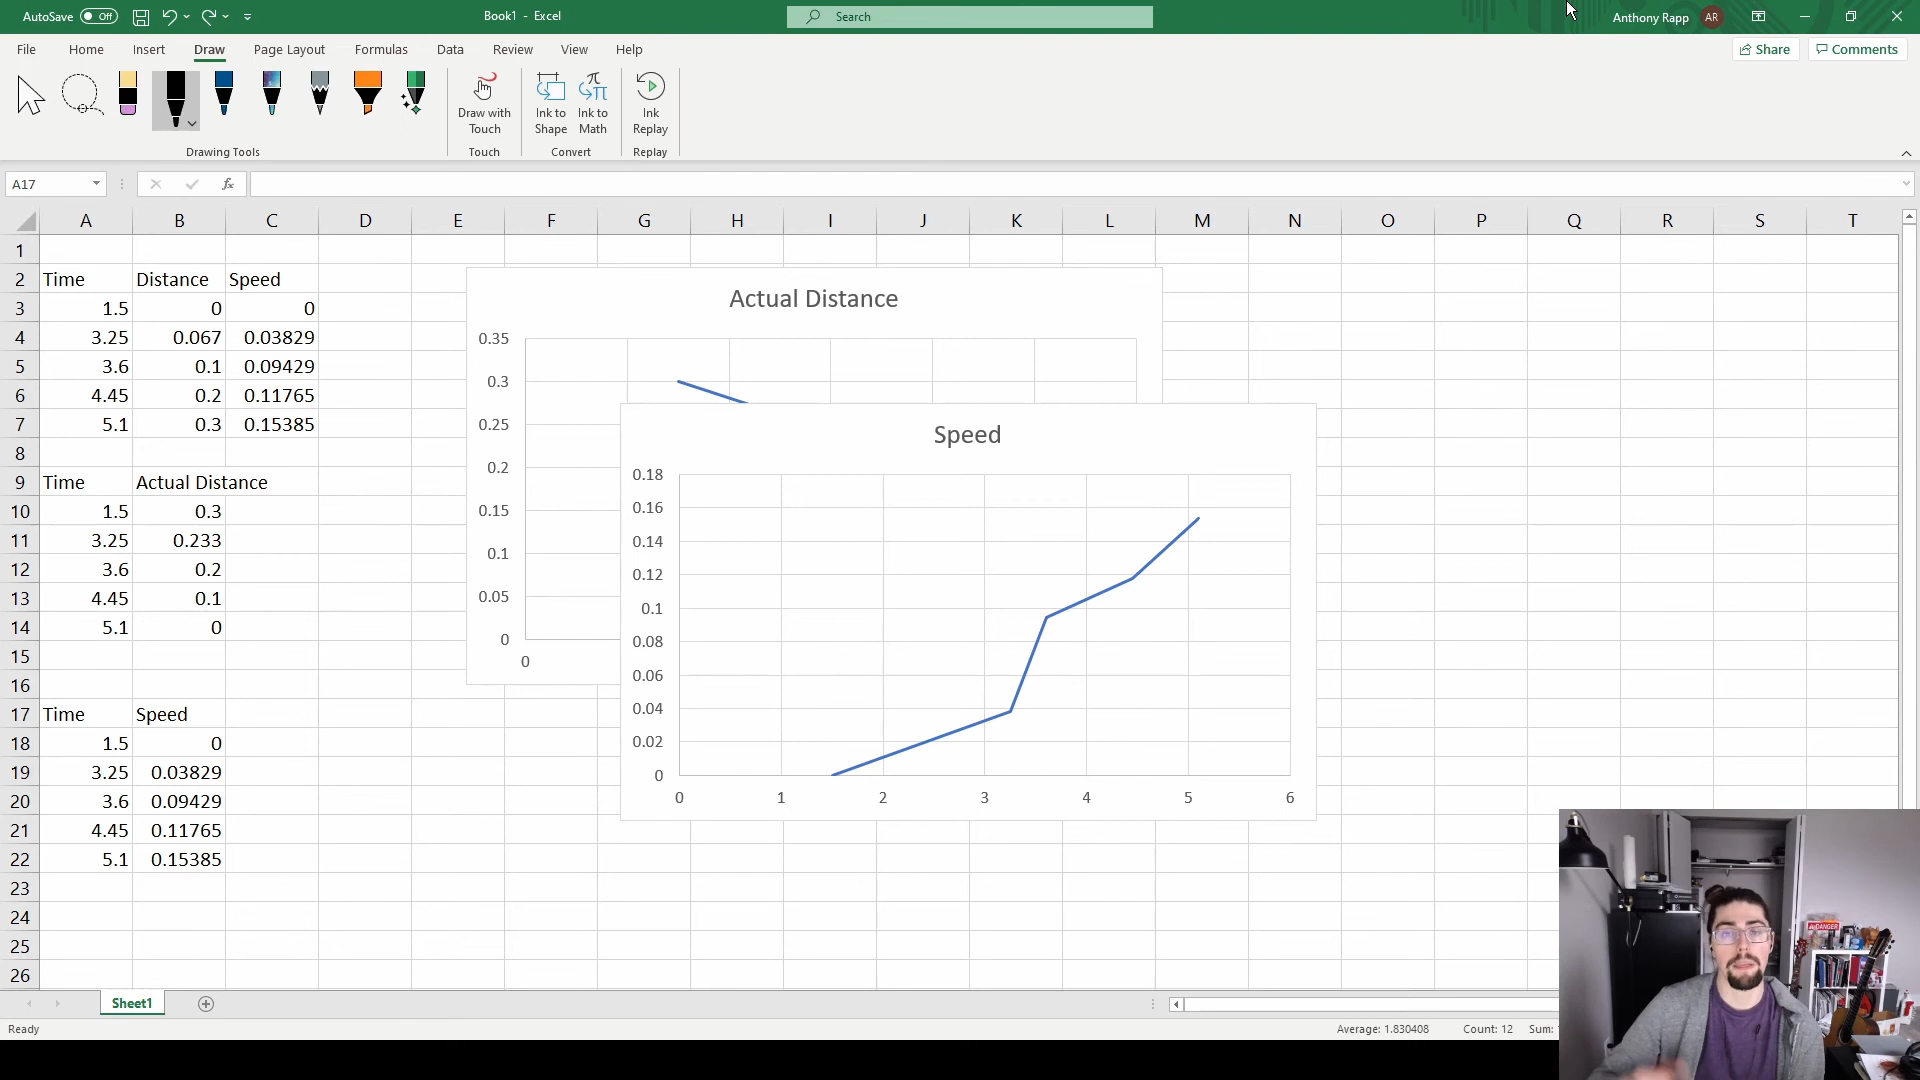 AutoSave Off Book1 - Excel Search Anthony Rapp AR
File Home Insert Draw Page Layout Formulas Data Review View Help Share Comments
Draw with Touch
Ink to Shape
Ink to Math
Ink Replay
Drawing Tools Touch Convert Replay
A17 fx
A B C D E F G H I J K L M N O P Q R S T
1
2 Time Distance Speed
3 1.5 0 0
4 3.25 0.067 0.03829
5 3.6 0.1 0.09429
6 4.45 0.2 0.11765
7 5.1 0.3 0.15385
8
9 Time Actual Distance
10 1.5 0.3
11 3.25 0.233
12 3.6 0.2
13 4.45 0.1
14 5.1 0
15
16
17 Time Speed
18 1.5 0
19 3.25 0.03829
20 3.6 0.09429
21 4.45 0.11765
22 5.1 0.15385
23
24
25
26
Actual Distance
0.35
0.3
0.25
0.2
0.15
0.1
0.05
0
0
Speed
0.18
0.16
0.14
0.12
0.1
0.08
0.06
0.04
0.02
0
0 1 2 3 4 5 6
Sheet1
Ready Average: 1.830408 Count: 12 Sum:
DANGER